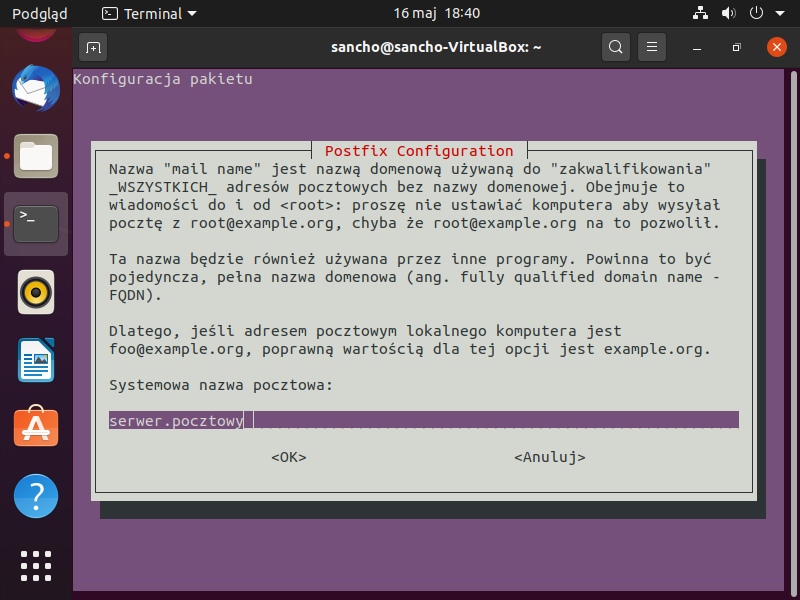 Podgląd
Terminal
16 maj 18:40
sancho@sancho-VirtualBox: ~
Konfiguracja pakietu
Postfix Configuration
Nazwa "mail name" jest nazwą domenową używaną do "zakwalifikowania"
_WSZYSTKICH_ adresów pocztowych bez nazwy domenowej. Obejmuje to
wiadomości do i od <root>: proszę nie ustawiać komputera aby wysyłał
pocztę z root@example.org, chyba że root@example.org na to pozwolił.
Ta nazwa będzie również używana przez inne programy. Powinna to być
pojedyncza, pełna nazwa domenowa (ang. fully qualified domain name -
FQDN).
Dlatego, jeśli adresem pocztowym lokalnego komputera jest
foo@example.org, poprawną wartością dla tej opcji jest example.org.
Systemowa nazwa pocztowa:
serwer.pocztowy
<OK>
<Anuluj>